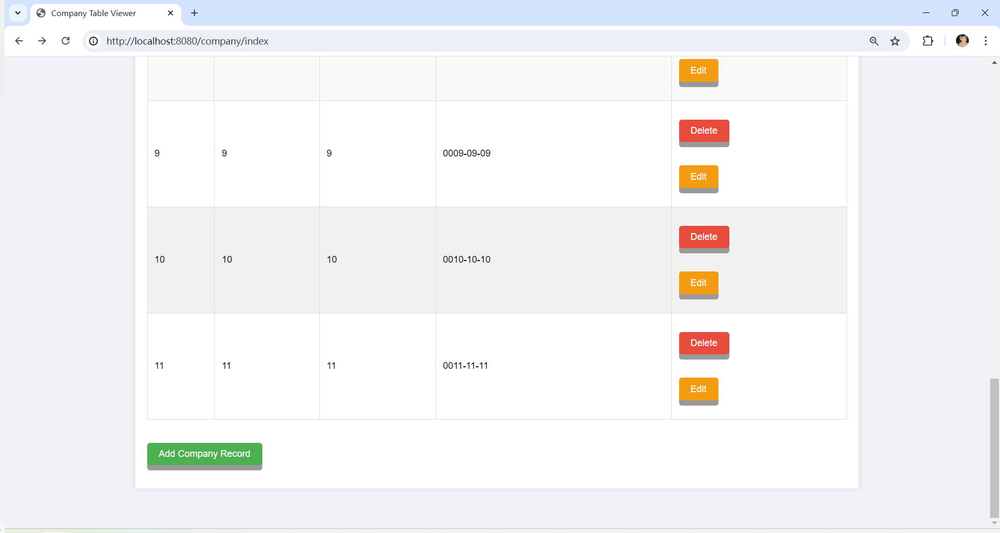 Company Table Viewer
http://localhost:8080/company/index
Edit
9 9 9 0009-09-09 Delete
Edit
10 10 10 0010-10-10 Delete
Edit
11 11 11 0011-11-11 Delete
Edit
Add Company Record